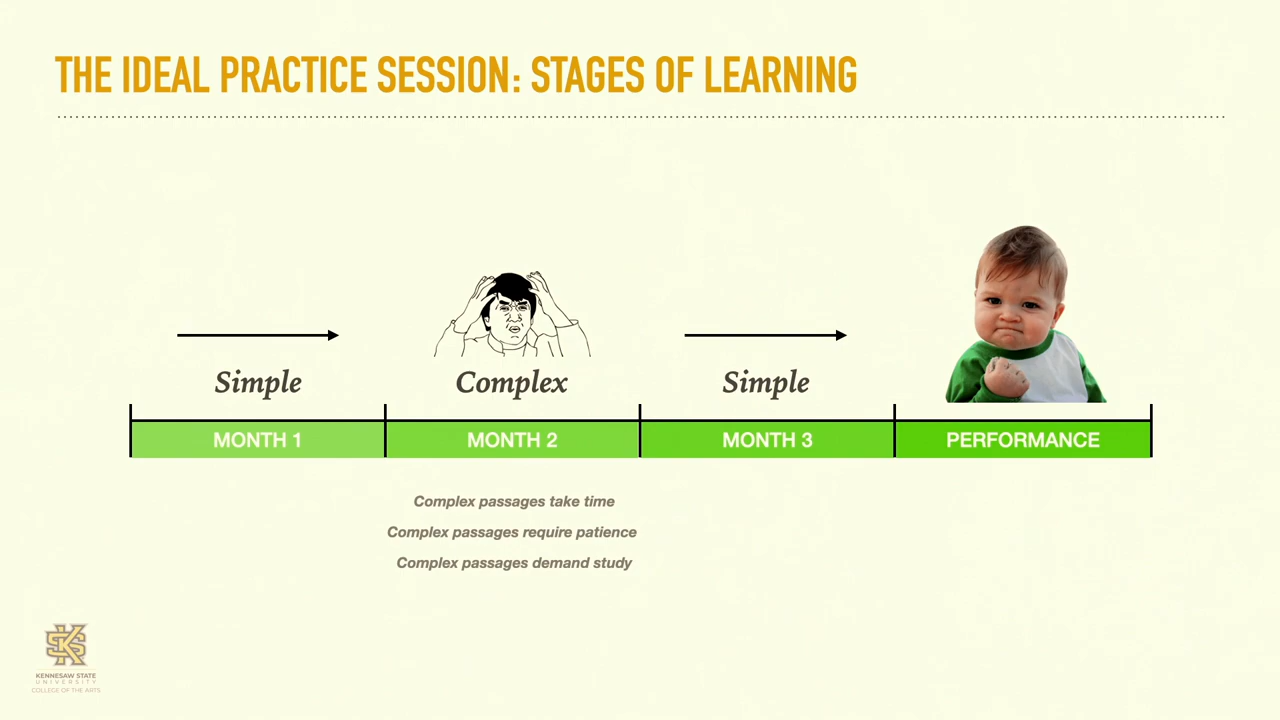 THE IDEAL PRACTICE SESSION: STAGES OF LEARNING
Simple
Complex
Simple
MONTH 1
MONTH 2
MONTH 3
PERFORMANCE
Complex passages take time
Complex passages require patience
Complex passages demand study
KS
KENNESAW STATE
UNIVERSITY
COLLEGE OF THE ARTS